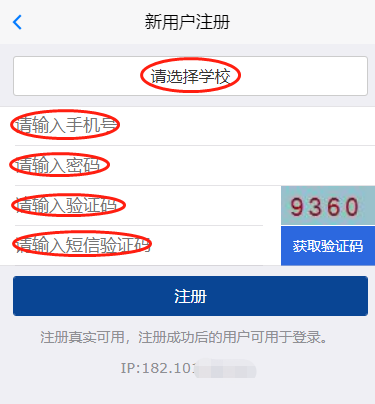 新用户注册
请选择学校
请输入手机号
请输入密码
请输入验证码
9360
请输入短信验证码
获取验证码
注册
注册真实可用，注册成功后的用户可用于登录。
IP:182.101